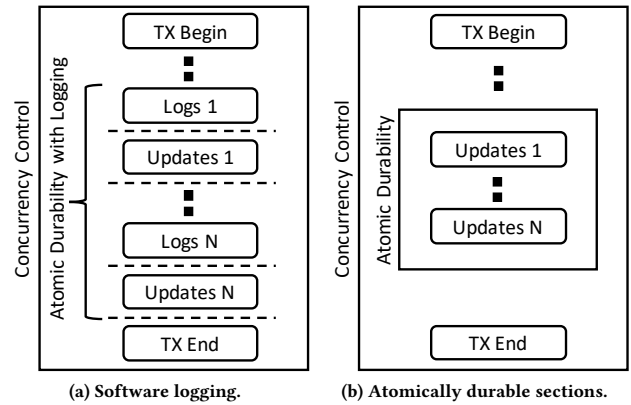 Concurrency Control
Atomic Durability with Logging
TX Begin
Logs 1
Updates 1
Logs N
Updates N
TX End
(a) Software logging.
Concurrency Control
TX Begin
Atomic Durability
Updates 1
Updates N
TX End
(b) Atomically durable sections.